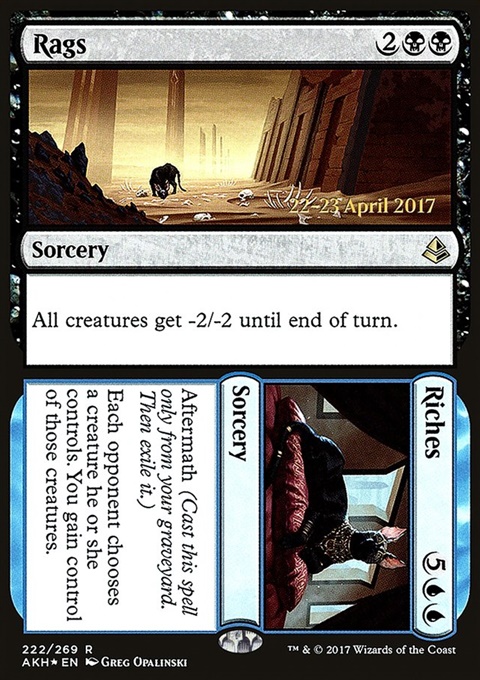 Rags 2
22-23 April 2017
Sorcery
All creatures get -2/-2 until end of turn.
Riches 5
Sorcery
Aftermath (Cast this spell
only from your graveyard.
Then exile it.)
Each opponent chooses
a creature he or she
controls. You gain control
of those creatures.
222/269 R
AKH★EN Greg Opalinski
™ & © 2017 Wizards of the Coast